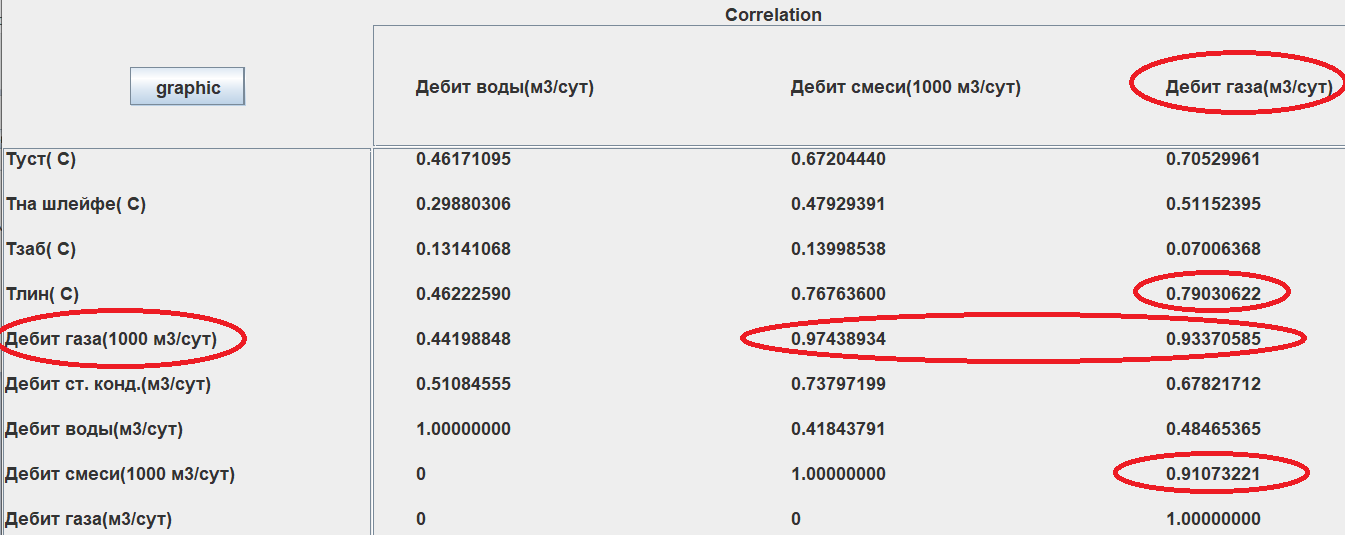 Correlation
graphic Дебит воды(м3/сут) Дебит смеси(1000 м3/сут) Дебит газа(м3/сут)
Туст( С) 0.46171095 0.67204440 0.70529961
Тна шлейфе( С) 0.29880306 0.47929391 0.51152395
Тзаб( С) 0.13141068 0.13998538 0.07006368
Тлин( С) 0.46222590 0.76763600 0.79030622
Дебит газа(1000 м3/сут) 0.44198848 0.97438934 0.93370585
Дебит ст. конд.(м3/сут) 0.51084555 0.73797199 0.67821712
Дебит воды(м3/сут) 1.00000000 0.41843791 0.48465365
Дебит смеси(1000 м3/сут) 0 1.00000000 0.91073221
Дебит газа(м3/сут) 0 0 1.00000000